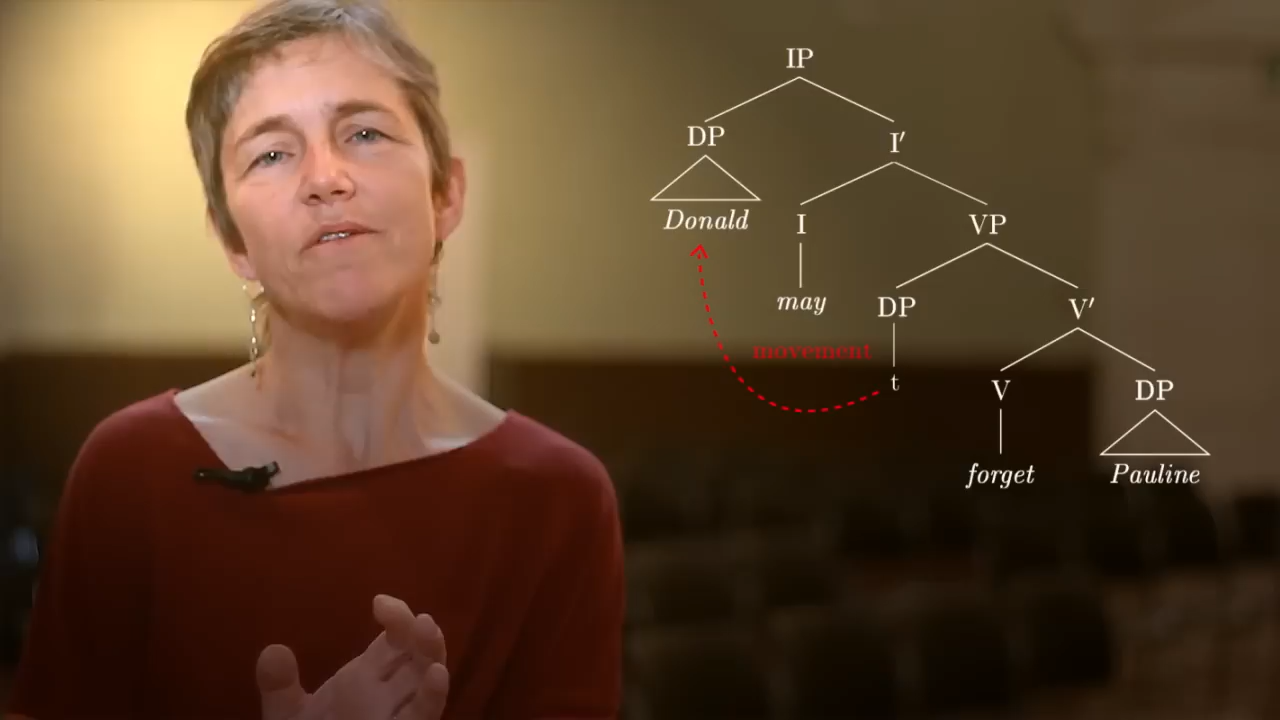 IP
DP
I′
Donald
I
VP
may
DP
V′
movement
t
V
DP
forget
Pauline